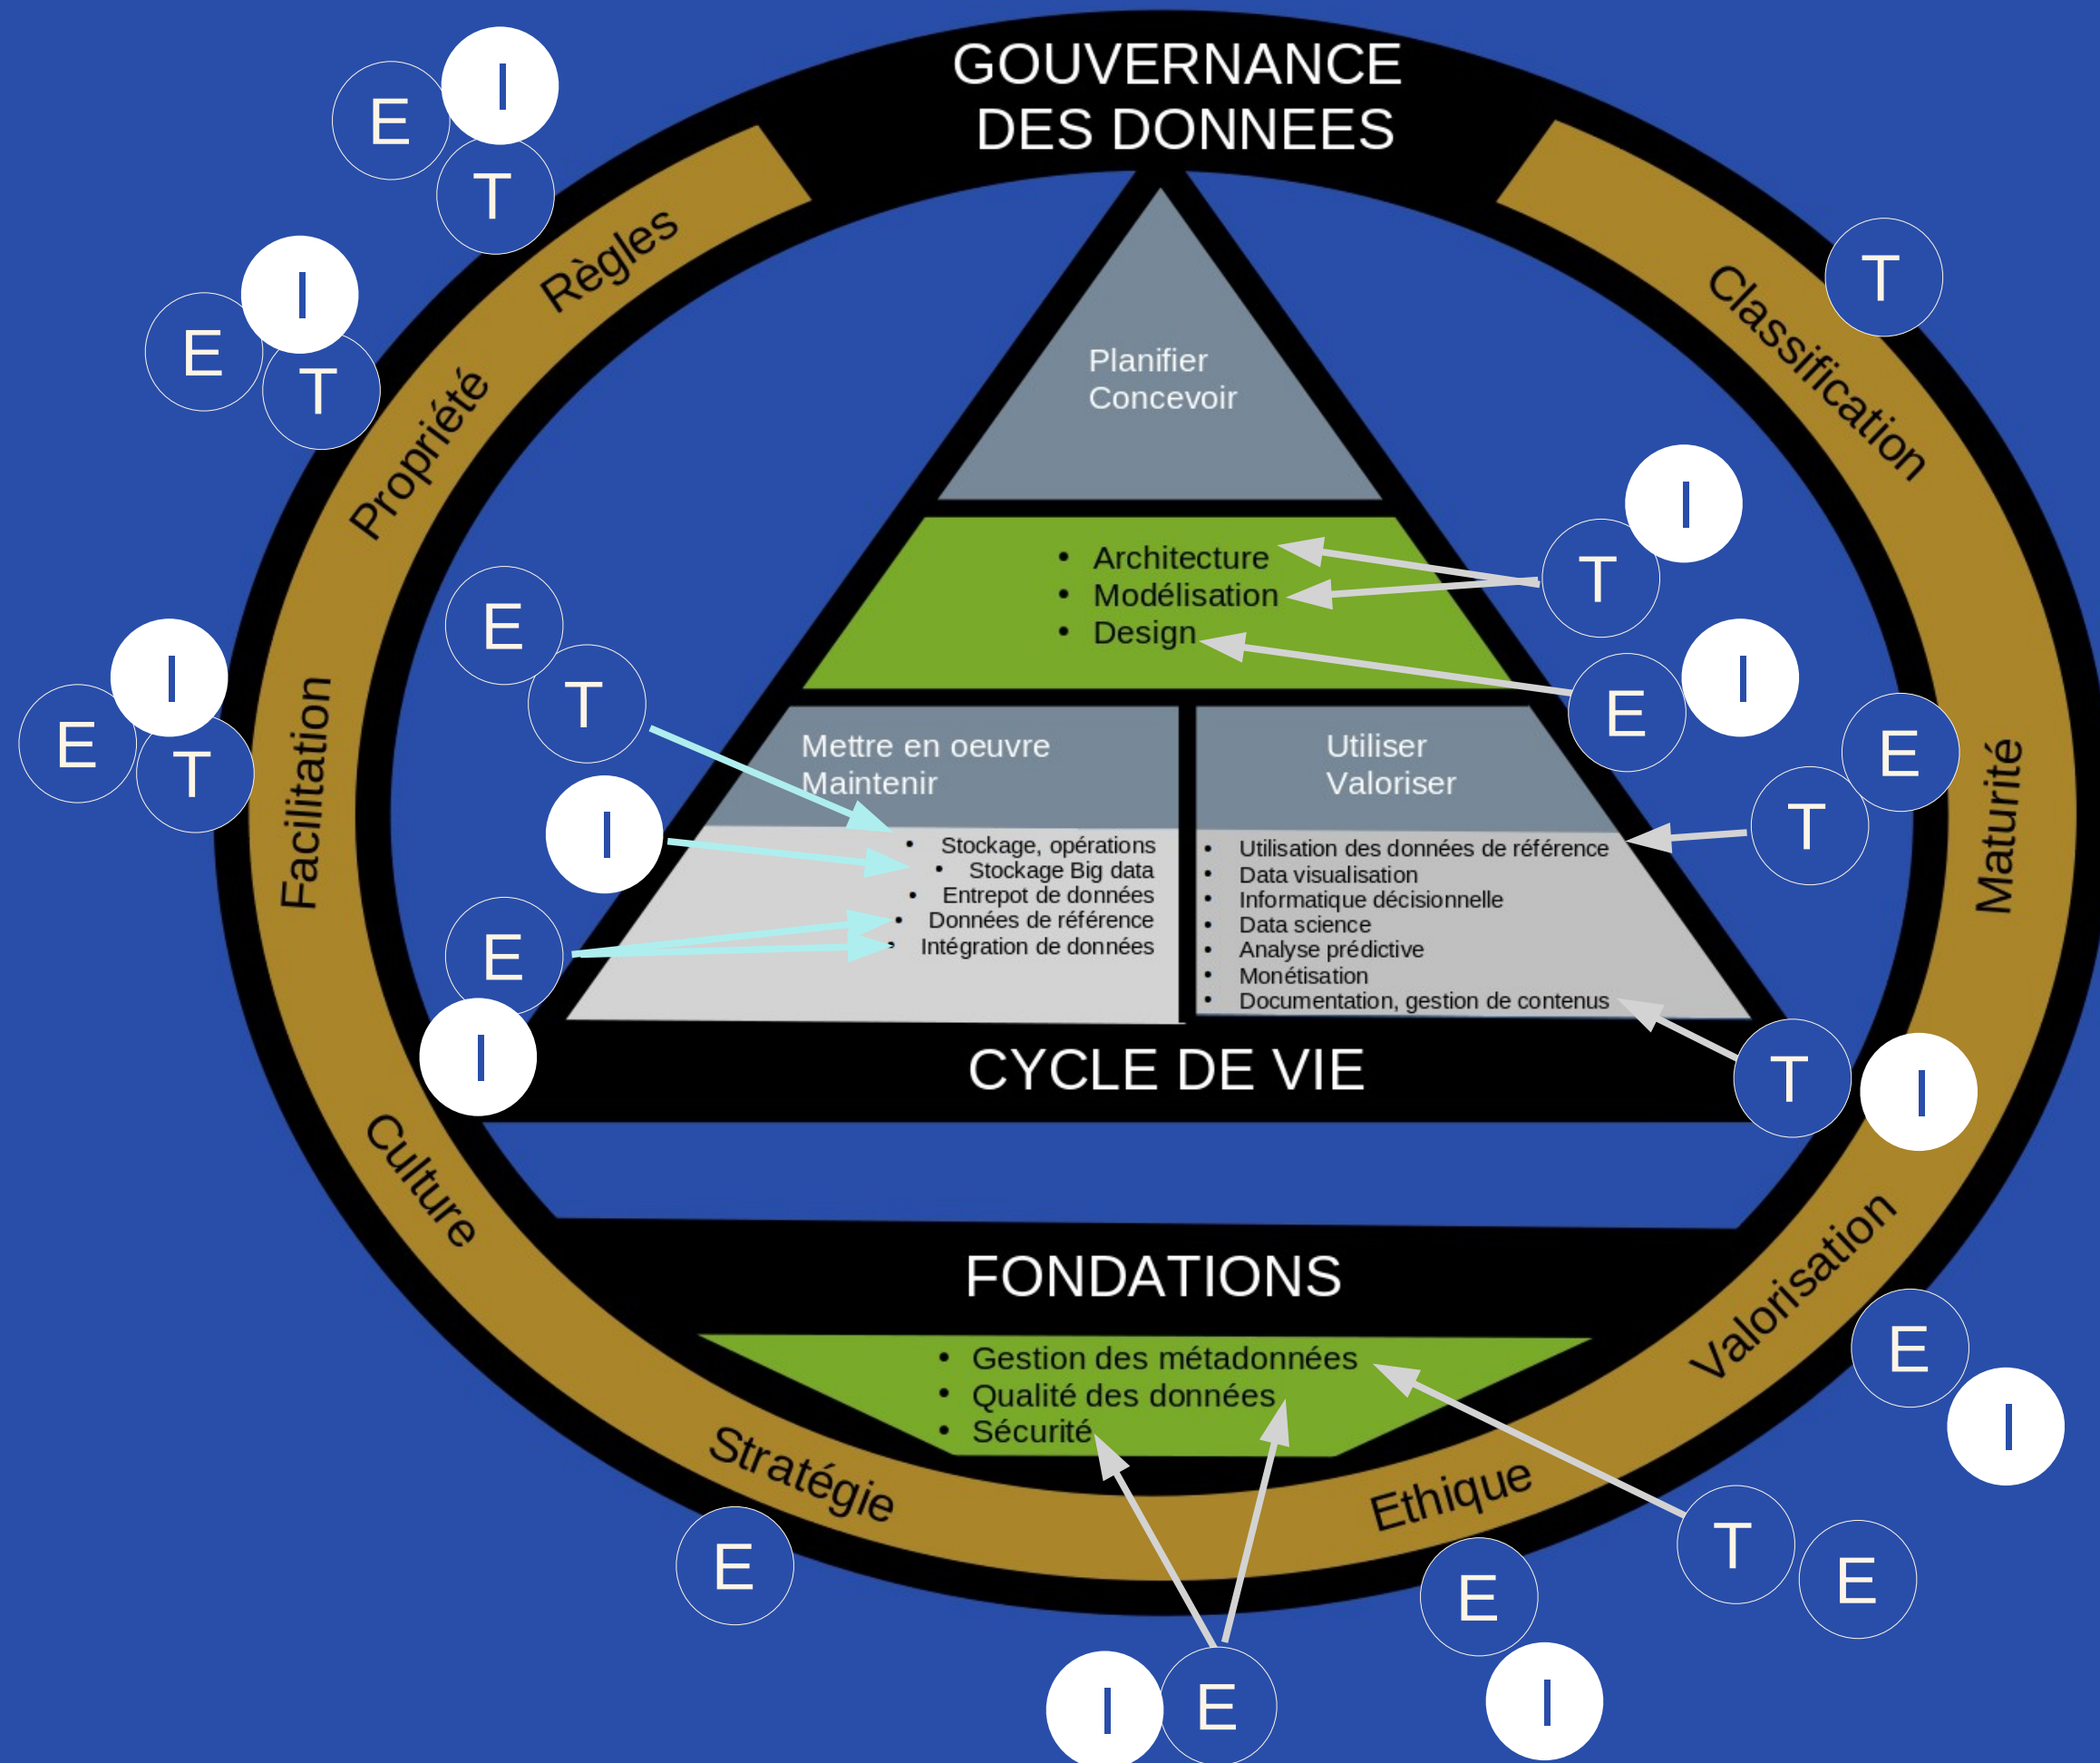 GOUVERNANCE
DES DONNEES
E
I
T
Règles
E
I
T
Propriété
E
I
T
Facilitation
Culture
Stratégie
E
Classification
T
Maturité
Valorisation
E
I
Ethique
E
I
Planifier
Concevoir
• Architecture
• Modélisation
• Design
I
T
E
I
E
T
I
E
I
Mettre en oeuvre
Maintenir
• Stockage, opérations
• Stockage Big data
• Entrepot de données
• Données de référence
• Intégration de données
Utiliser
Valoriser
• Utilisation des données de référence
• Data visualisation
• Informatique décisionnelle
• Data science
• Analyse prédictive
• Monétisation
• Documentation, gestion de contenus
E
T
T
I
CYCLE DE VIE
FONDATIONS
• Gestion des métadonnées
• Qualité des données
• Sécurité
T
E
I
E